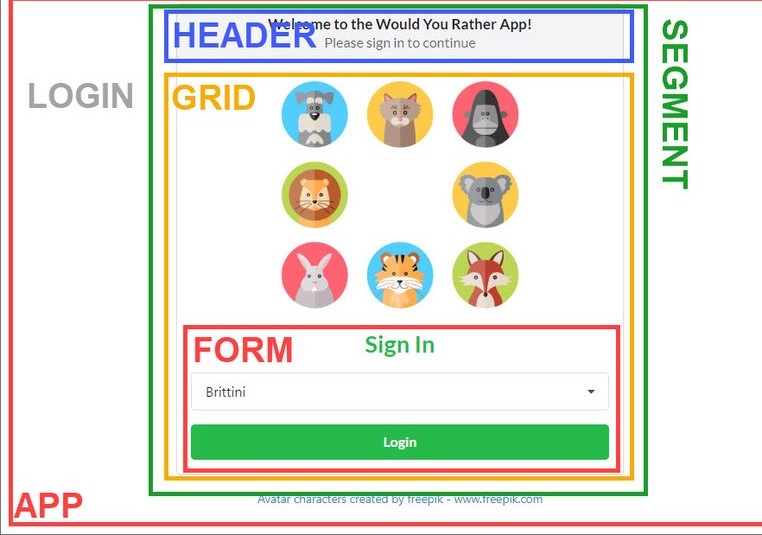 Welcome to the Would You Rather App!
HEADER
Please sign in to continue
SEGMENT
LOGIN
GRID
FORM
Sign In
Brittini
Login
APP
Avatar characters created by freepik - www.freepik.com